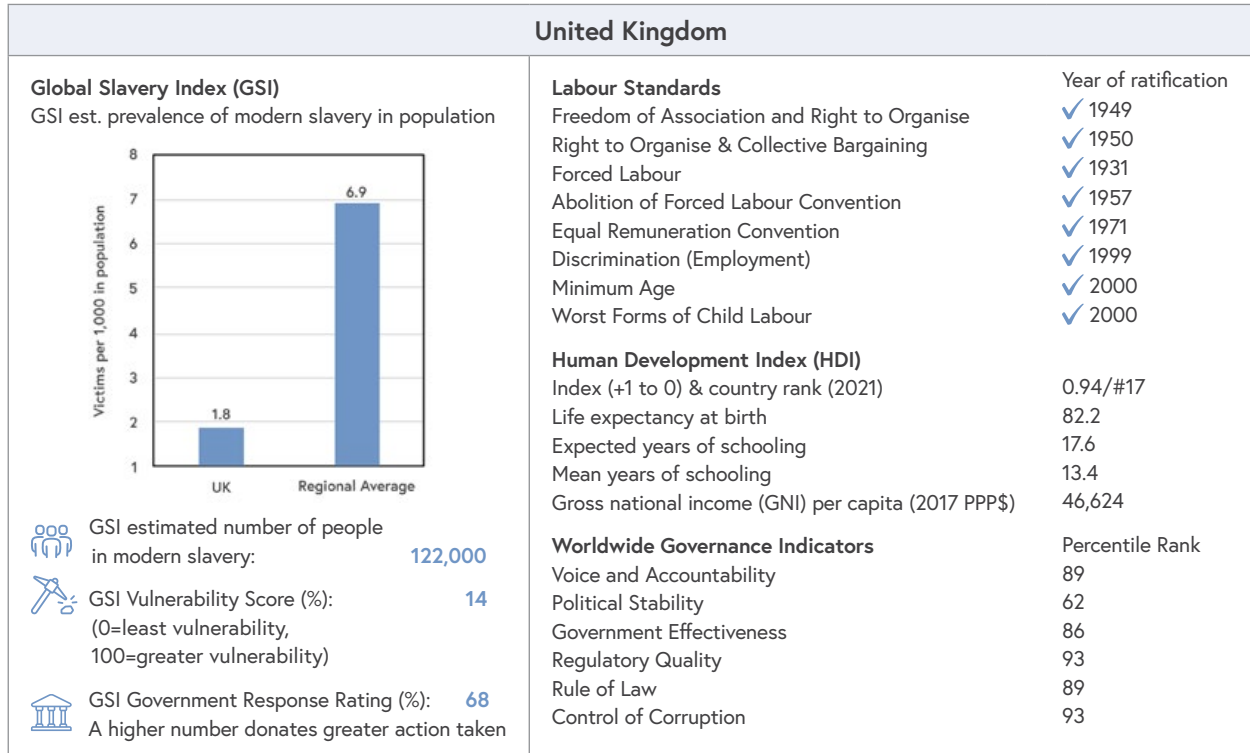 United Kingdom
Global Slavery Index (GSI)
GSI est. prevalence of modern slavery in population
Victims per 1,000 in population
8
7
6
5
4
3
2
1
1.8
6.9
UK
Regional Average
GSI estimated number of people
in modern slavery: 122,000
GSI Vulnerability Score (%): 14
(0=least vulnerability,
100=greater vulnerability)
GSI Government Response Rating (%): 68
A higher number donates greater action taken
Labour Standards Year of ratification
Freedom of Association and Right to Organise ✓ 1949
Right to Organise & Collective Bargaining ✓ 1950
Forced Labour ✓ 1931
Abolition of Forced Labour Convention ✓ 1957
Equal Remuneration Convention ✓ 1971
Discrimination (Employment) ✓ 1999
Minimum Age ✓ 2000
Worst Forms of Child Labour ✓ 2000
Human Development Index (HDI)
Index (+1 to 0) & country rank (2021) 0.94/#17
Life expectancy at birth 82.2
Expected years of schooling 17.6
Mean years of schooling 13.4
Gross national income (GNI) per capita (2017 PPP$) 46,624
Worldwide Governance Indicators Percentile Rank
Voice and Accountability 89
Political Stability 62
Government Effectiveness 86
Regulatory Quality 93
Rule of Law 89
Control of Corruption 93